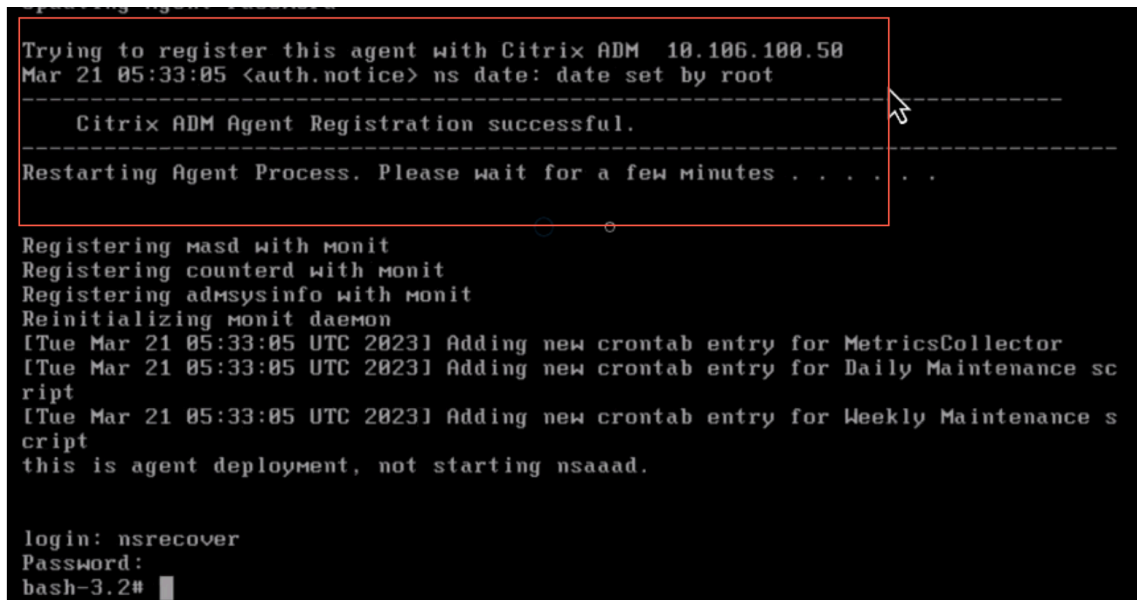 Updating Agent Password
Trying to register this agent with Citrix ADM  10.106.100.50
Mar 21 05:33:05 <auth.notice> ns date: date set by root
----------------------------------------------------------------------------
    Citrix ADM Agent Registration successful.
--------------------------------------------------------------------------------
Restarting Agent Process. Please wait for a few minutes . . . . . .
Registering masd with monit
Registering counterd with monit
Registering admsysinfo with monit
Reinitializing monit daemon
[Tue Mar 21 05:33:05 UTC 2023] Adding new crontab entry for MetricsCollector
[Tue Mar 21 05:33:05 UTC 2023] Adding new crontab entry for Daily Maintenance sc
ript
[Tue Mar 21 05:33:05 UTC 2023] Adding new crontab entry for Weekly Maintenance s
cript
this is agent deployment, not starting nsaaad.
login: nsrecover
Password:
bash-3.2#